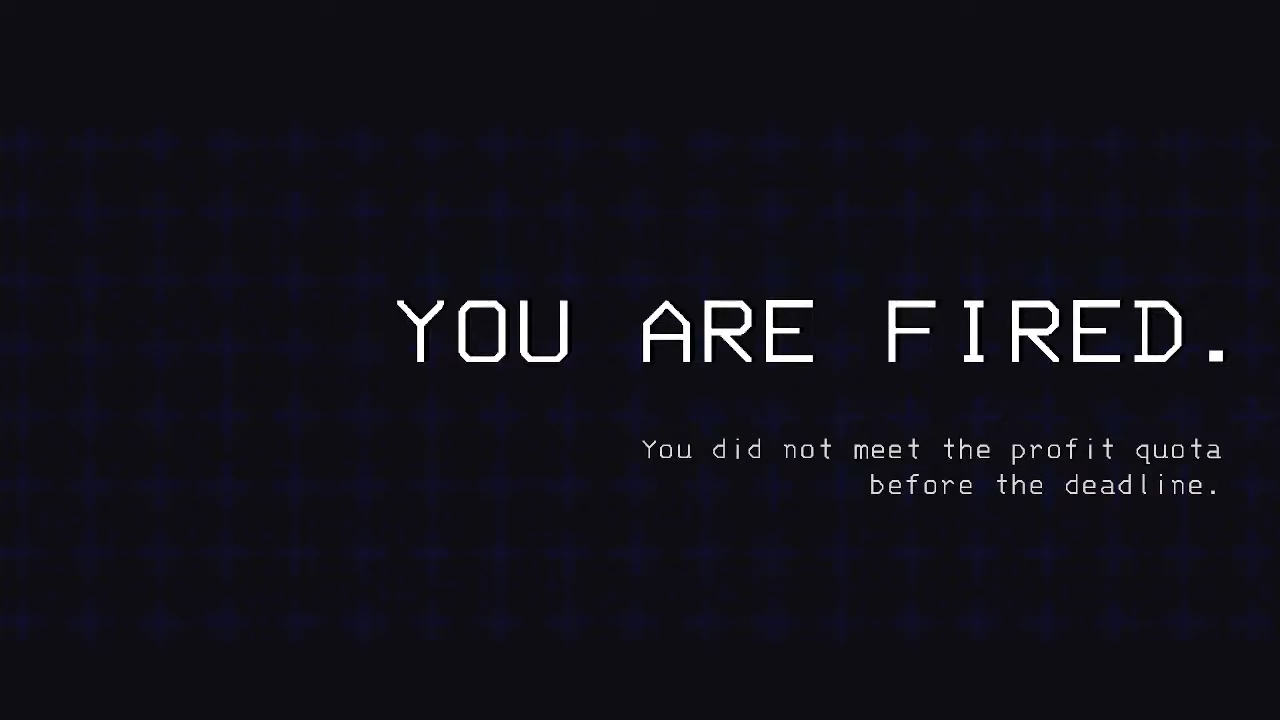 YOU ARE FIRED.
You did not meet the profit quota
before the deadline.